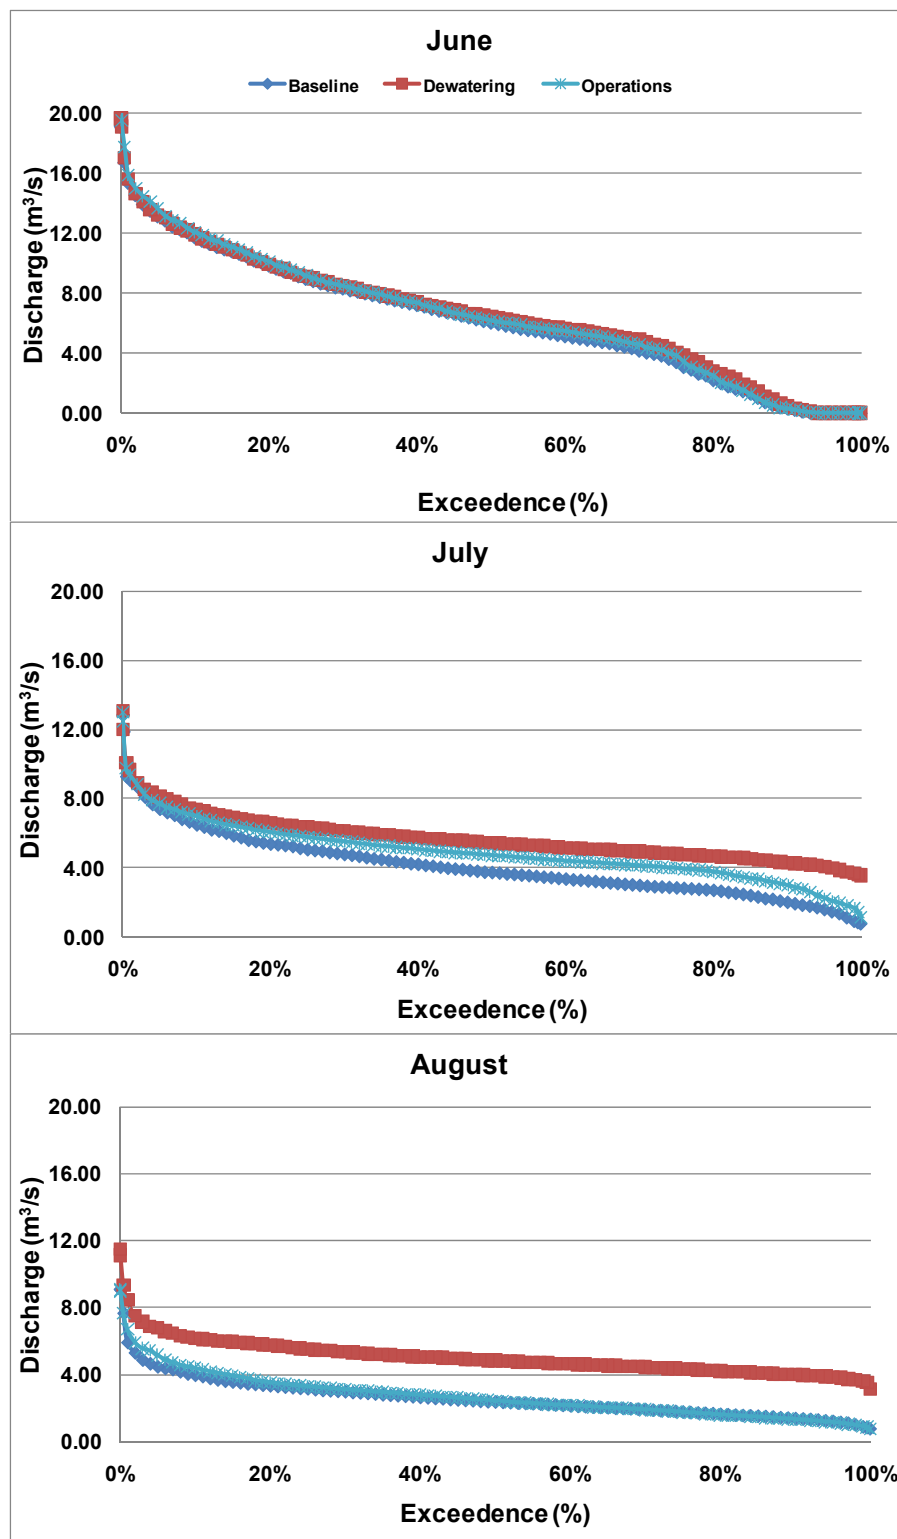 June
Baseline Dewatering Operations
20.00
16.00
12.00
8.00
4.00
0.00
Discharge (m³/s)
0% 20% 40% 60% 80% 100%
Exceedence (%)
July
20.00
16.00
12.00
8.00
4.00
0.00
Discharge (m³/s)
0% 20% 40% 60% 80% 100%
Exceedence (%)
August
20.00
16.00
12.00
8.00
4.00
0.00
Discharge (m³/s)
0% 20% 40% 60% 80% 100%
Exceedence (%)